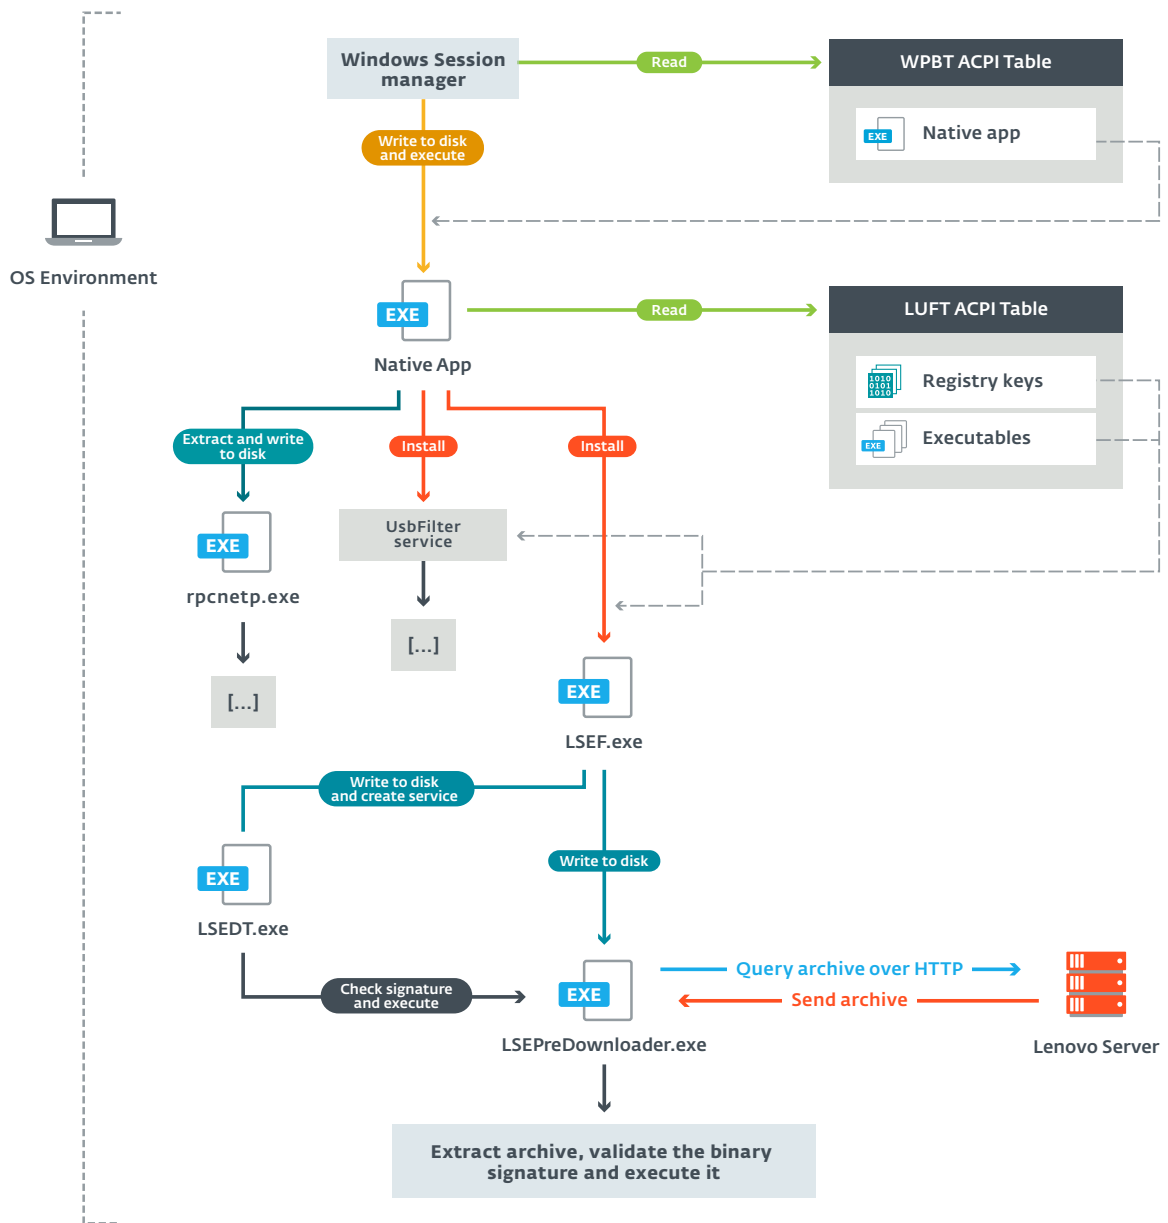 Windows Session
manager
Read
WPBT ACPI Table
EXE
Native app
Write to disk
and execute
OS Environment
EXE
Native App
Read
LUFT ACPI Table
1010
0101
1010
Registry keys
EXE
Executables
Extract and write
to disk
Install
Install
EXE
rpcnetp.exe
UsbFilter
service
[...]
[...]
EXE
LSEF.exe
Write to disk
and create service
Write to disk
EXE
LSEDT.exe
Check signature
and execute
EXE
LSEPreDownloader.exe
Query archive over HTTP
Send archive
Lenovo Server
Extract archive, validate the binary
signature and execute it